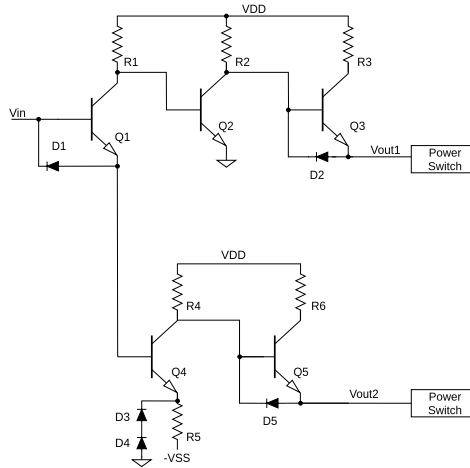 VDD
R1
R2
R3
Vin
Q1
Q2
Q3
D1
D2
Vout1
Power
Switch
VDD
R4
R6
Q4
Q5
Vout2
Power
Switch
D3
D5
D4
R5
-VSS